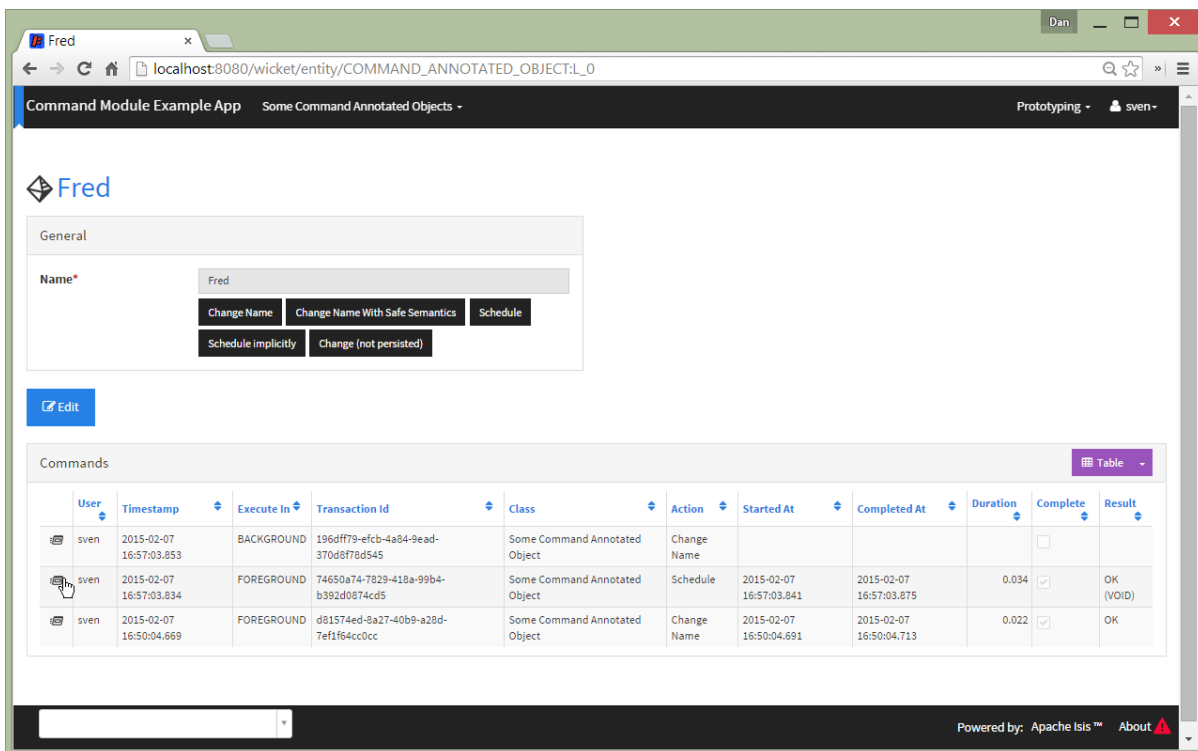 Dan
Fred
localhost:8080/wicket/entity/COMMAND_ANNOTATED_OBJECT:L_0
Command Module Example App Some Command Annotated Objects Prototyping sven
Fred
General
Name* Fred
Change Name Change Name With Safe Semantics Schedule
Schedule implicitly Change (not persisted)
Edit
Commands Table
User Timestamp Execute In Transaction Id Class Action Started At Completed At Duration Complete Result
sven 2015-02-07 BACKGROUND 196dff79-efcb-4a84-9ead- Some Command Annotated Change
16:57:03.853 370d8f78d545 Object Name
sven 2015-02-07 FOREGROUND 74650a74-7829-418a-99b4- Some Command Annotated Schedule 2015-02-07 2015-02-07 0.034 OK
16:57:03.834 b392d0874cd5 Object 16:57:03.841 16:57:03.875 (VOID)
sven 2015-02-07 FOREGROUND d81574ed-8a27-40b9-a28d- Some Command Annotated Change 2015-02-07 2015-02-07 0.022 OK
16:50:04.669 7ef1f64cc0cc Object Name 16:50:04.691 16:50:04.713
Powered by: Apache Isis ™ About